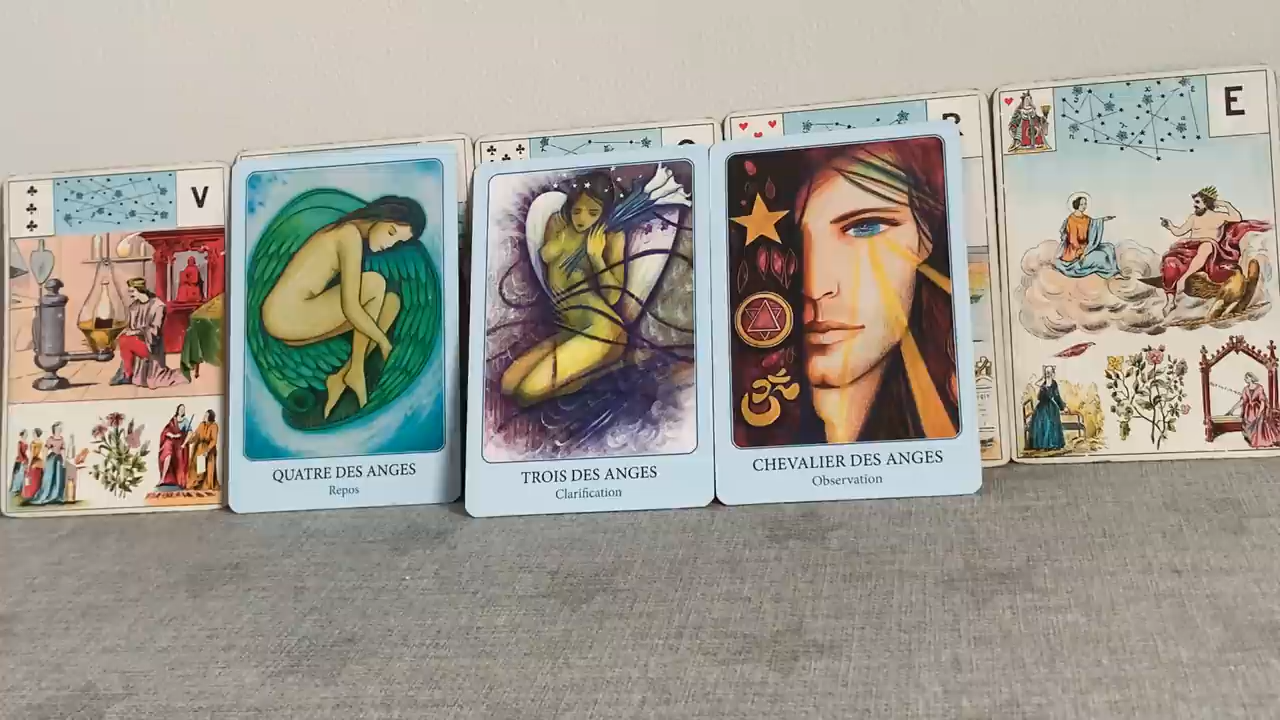 V
E
QUATRE DES ANGES
Repos
TROIS DES ANGES
Clarification
CHEVALIER DES ANGES
Observation